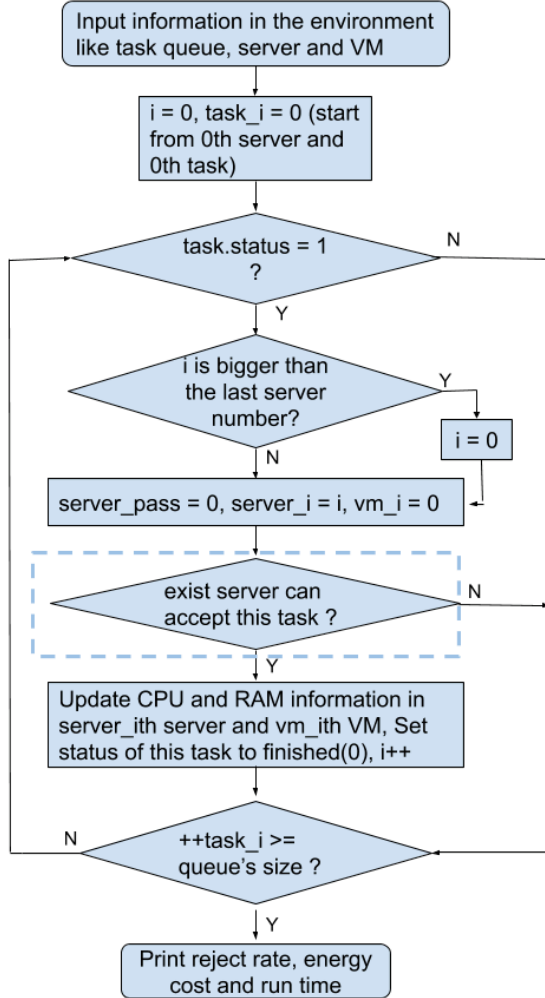 Input information in the environment
like task queue, server and VM
i = 0, task_i = 0 (start
from 0th server and
0th task)
task.status = 1
?
N
Y
i is bigger than
the last server
number?
Y
i = 0
N
server_pass = 0, server_i = i, vm_i = 0
exist server can
accept this task ?
N
Y
Update CPU and RAM information in
server_ith server and vm_ith VM, Set
status of this task to finished(0), i++
N
++task_i >=
queue's size ?
Y
Print reject rate, energy
cost and run time